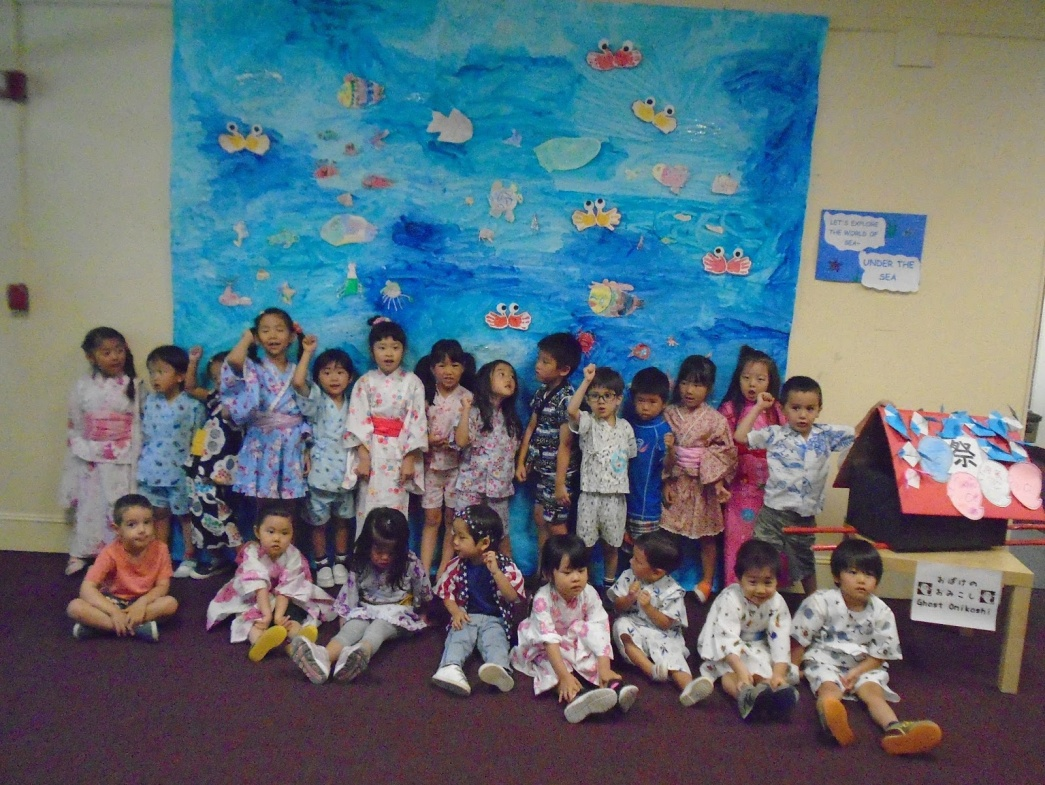 LET'S EXPLORE
THE WORLD OF
SEA~
UNDER THE
SEA
祭
おばけの
おみこし
Ghost Omikoshi